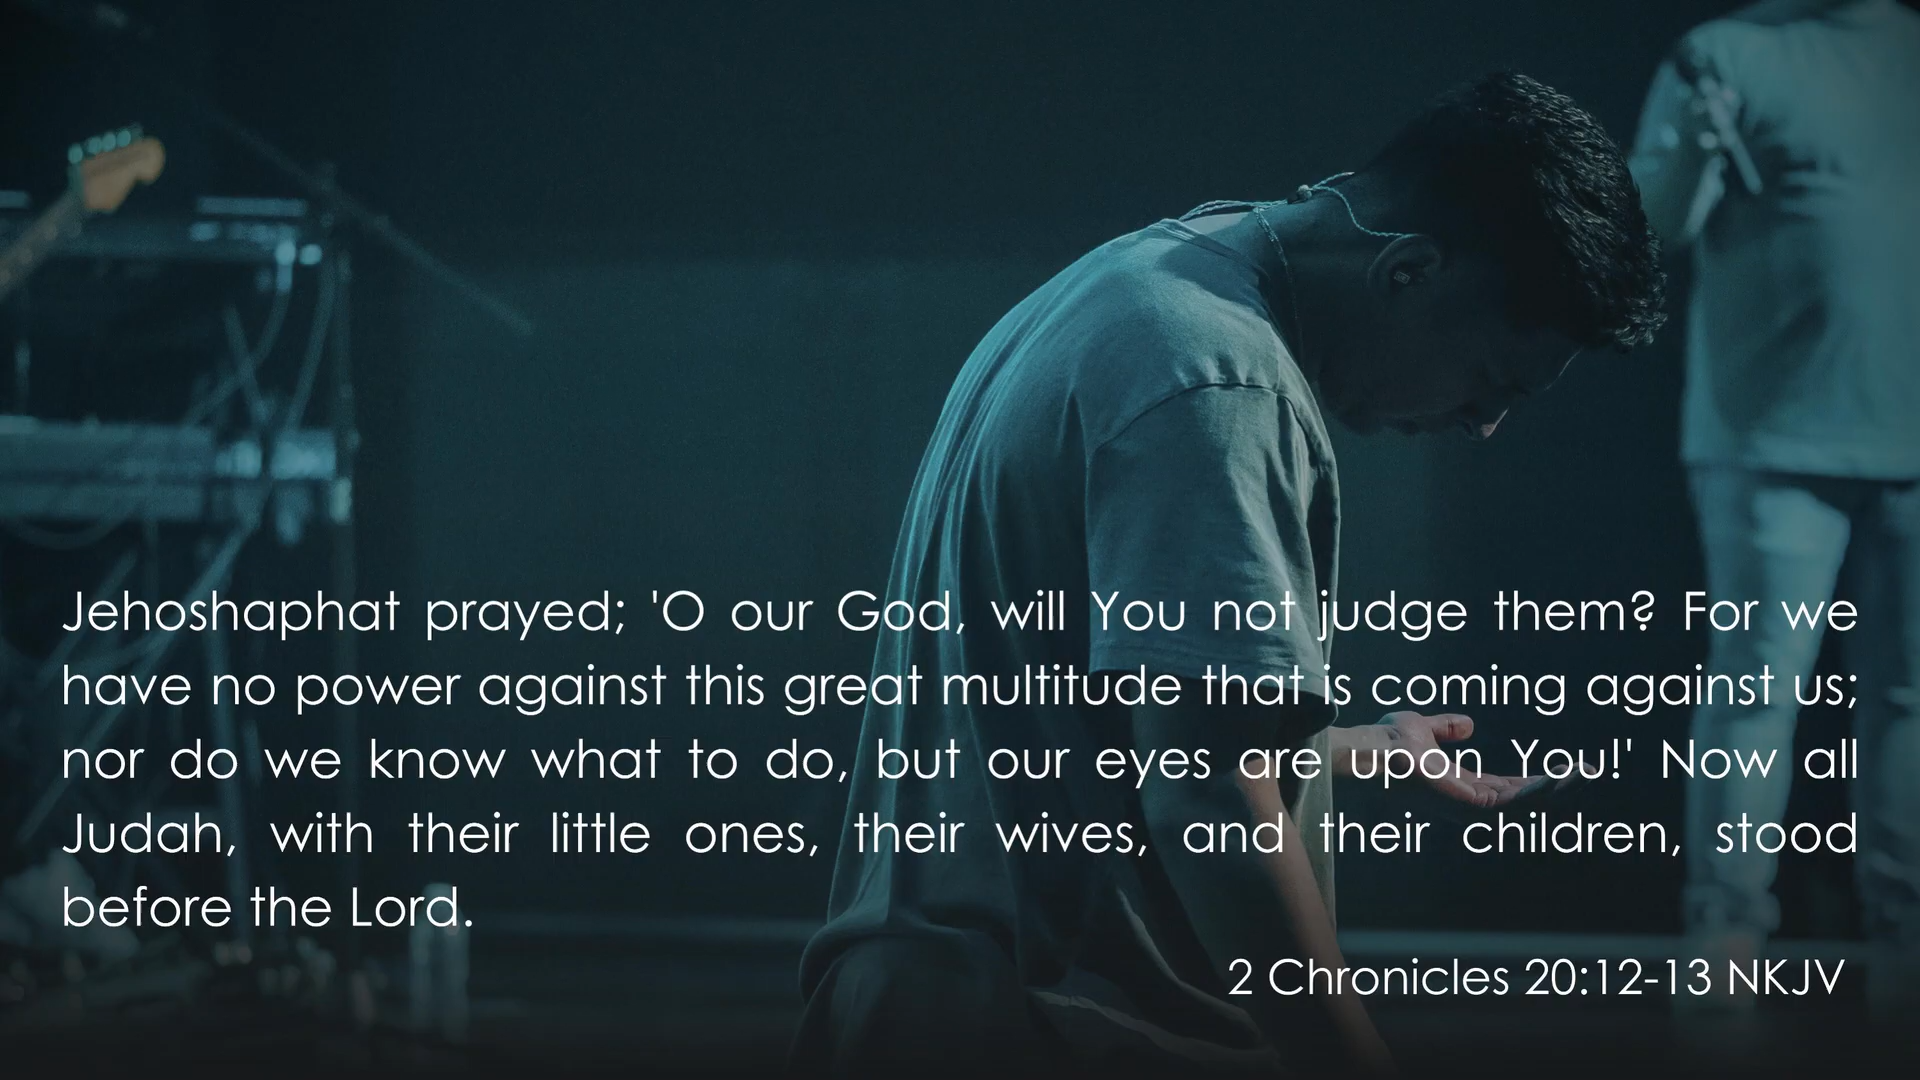 Jehoshaphat prayed; 'O our God, will You not judge them? For we
have no power against this great multitude that is coming against us;
nor do we know what to do, but our eyes are upon You!' Now all
Judah, with their little ones, their wives, and their children, stood
before the Lord.
2 Chronicles 20:12-13 NKJV